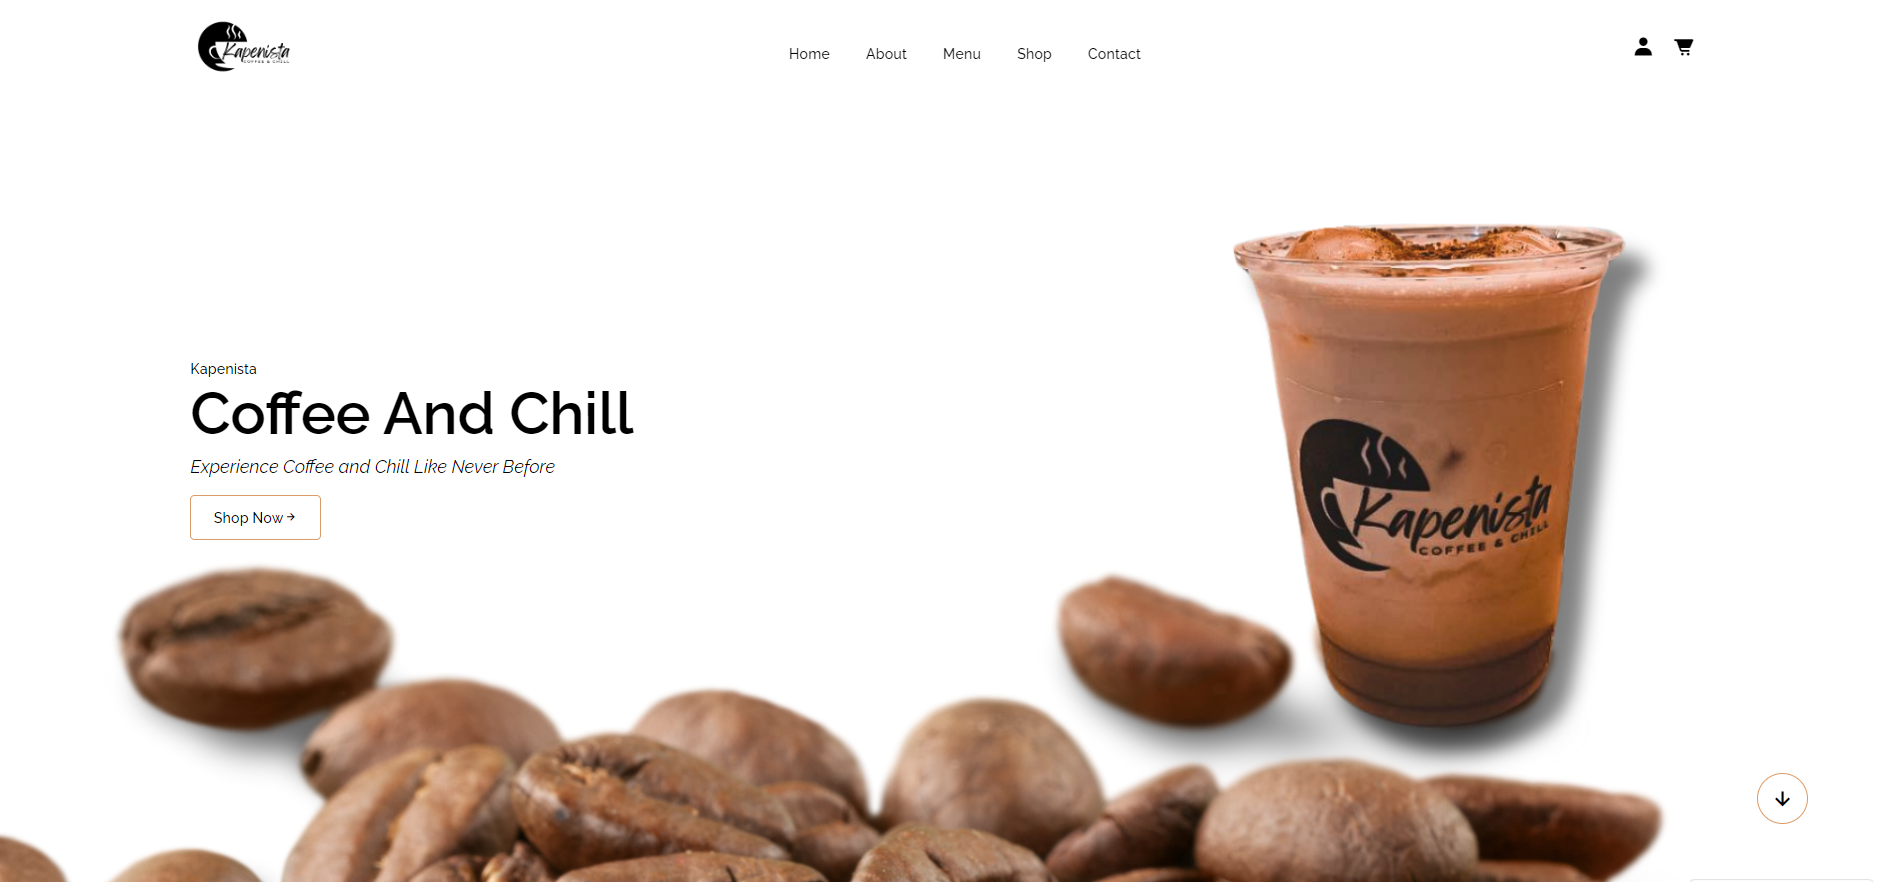 Kapenista
COFFEE & CHILL
Home
About
Menu
Shop
Contact
Kapenista
Coffee And Chill
Experience Coffee and Chill Like Never Before
Shop Now
Kapenista
COFFEE & CHILL